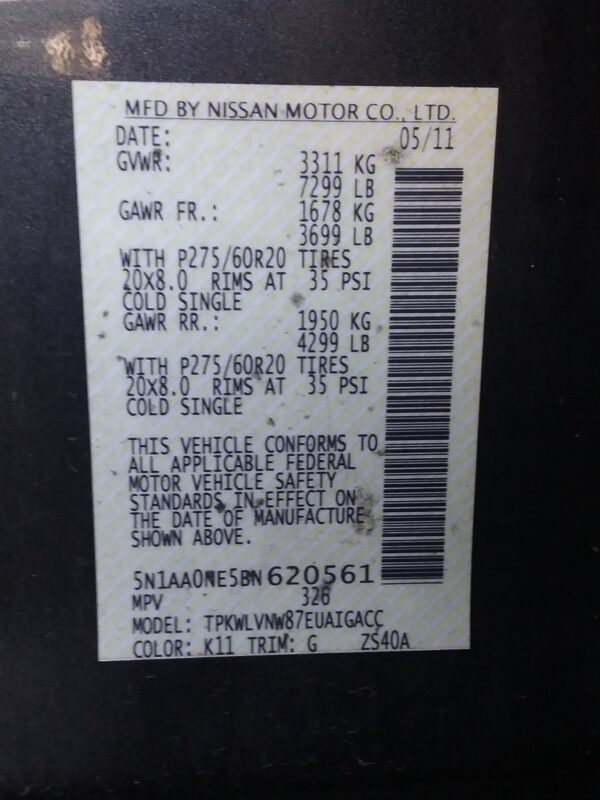 MFD BY NISSAN MOTOR CO., LTD.
DATE: 05/11
GVWR: 3311 KG
7299 LB
GAWR FR.: 1678 KG
3699 LB
WITH P275/60R20 TIRES
20X8.0 RIMS AT 35 PSI
COLD SINGLE
GAWR RR.: 1950 KG
4299 LB
WITH P275/60R20 TIRES
20X8.0 RIMS AT 35 PSI
COLD SINGLE
THIS VEHICLE CONFORMS TO
ALL APPLICABLE FEDERAL
MOTOR VEHICLE SAFETY
STANDARDS IN EFFECT ON
THE DATE OF MANUFACTURE
SHOWN ABOVE.
5N1AA0NE5BN620561
MPV 326
MODEL: TPKWLVNW87EUAIGACC
COLOR: K11 TRIM: G ZS40A